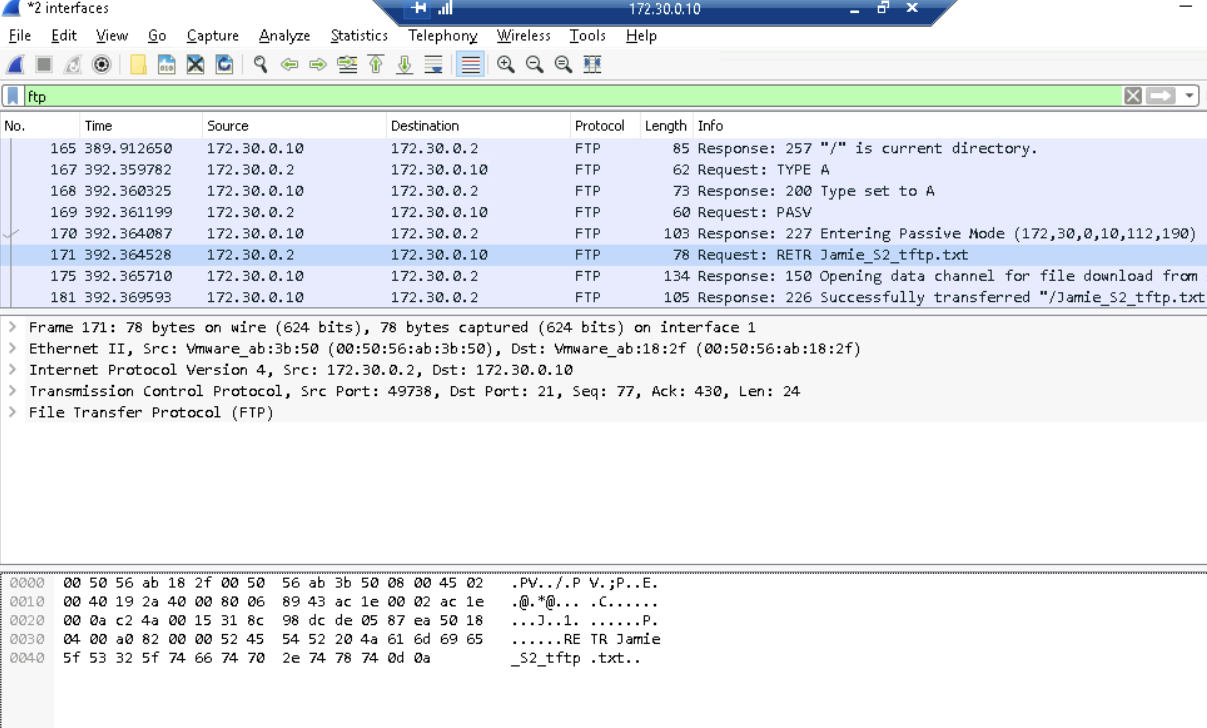 *2 interfaces
172.30.0.10
File Edit View Go Capture Analyze Statistics Telephony Wireless Tools Help
ftp
No. Time Source Destination Protocol Length Info
165 389.912650 172.30.0.10 172.30.0.2 FTP 85 Response: 257 "/" is current directory.
167 392.359782 172.30.0.2 172.30.0.10 FTP 62 Request: TYPE A
168 392.360325 172.30.0.10 172.30.0.2 FTP 73 Response: 200 Type set to A
169 392.361199 172.30.0.2 172.30.0.10 FTP 60 Request: PASV
170 392.364087 172.30.0.10 172.30.0.2 FTP 103 Response: 227 Entering Passive Mode (172,30,0,10,112,190)
171 392.364528 172.30.0.2 172.30.0.10 FTP 78 Request: RETR Jamie_S2_tftp.txt
175 392.365710 172.30.0.10 172.30.0.2 FTP 134 Response: 150 Opening data channel for file download from
181 392.369593 172.30.0.10 172.30.0.2 FTP 105 Response: 226 Successfully transferred "/Jamie_S2_tftp.txt
> Frame 171: 78 bytes on wire (624 bits), 78 bytes captured (624 bits) on interface 1
> Ethernet II, Src: Vmware_ab:3b:50 (00:50:56:ab:3b:50), Dst: Vmware_ab:18:2f (00:50:56:ab:18:2f)
> Internet Protocol Version 4, Src: 172.30.0.2, Dst: 172.30.0.10
> Transmission Control Protocol, Src Port: 49738, Dst Port: 21, Seq: 77, Ack: 430, Len: 24
> File Transfer Protocol (FTP)
0000 00 50 56 ab 18 2f 00 50 56 ab 3b 50 08 00 45 02 .PV../.P V.;P..E.
0010 00 40 19 2a 40 00 80 06 89 43 ac 1e 00 02 ac 1e .@.*@... .C......
0020 00 0a c2 4a 00 15 31 8c 98 dc de 05 87 ea 50 18 ...J..1. ......P.
0030 04 00 a0 82 00 00 52 45 54 52 20 4a 61 6d 69 65 ......RE TR Jamie
0040 5f 53 32 5f 74 66 74 70 2e 74 78 74 0d 0a _S2_tftp .txt..